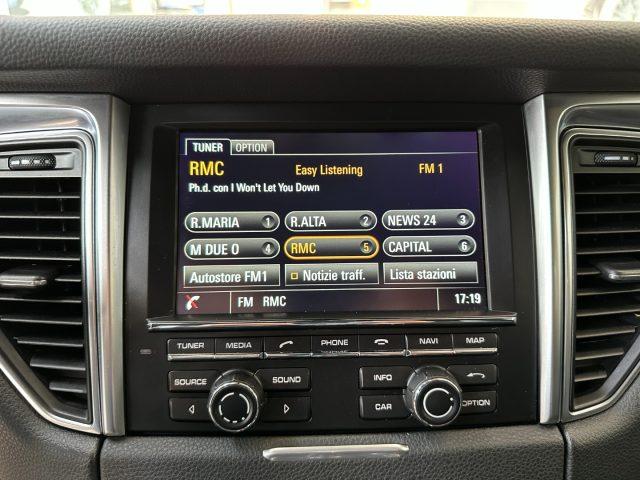 TUNER OPTION
RMC Easy Listening FM 1
Ph.d. con I Won't Let You Down
R.MARIA 1 R.ALTA 2 NEWS 24 3
M DUE O 4 RMC 5 CAPITAL 6
Autostore FM1 Notizie traff. Lista stazioni
FM RMC 17:19
TUNER MEDIA PHONE NAVI MAP
SOURCE SOUND INFO
CAR OPTION